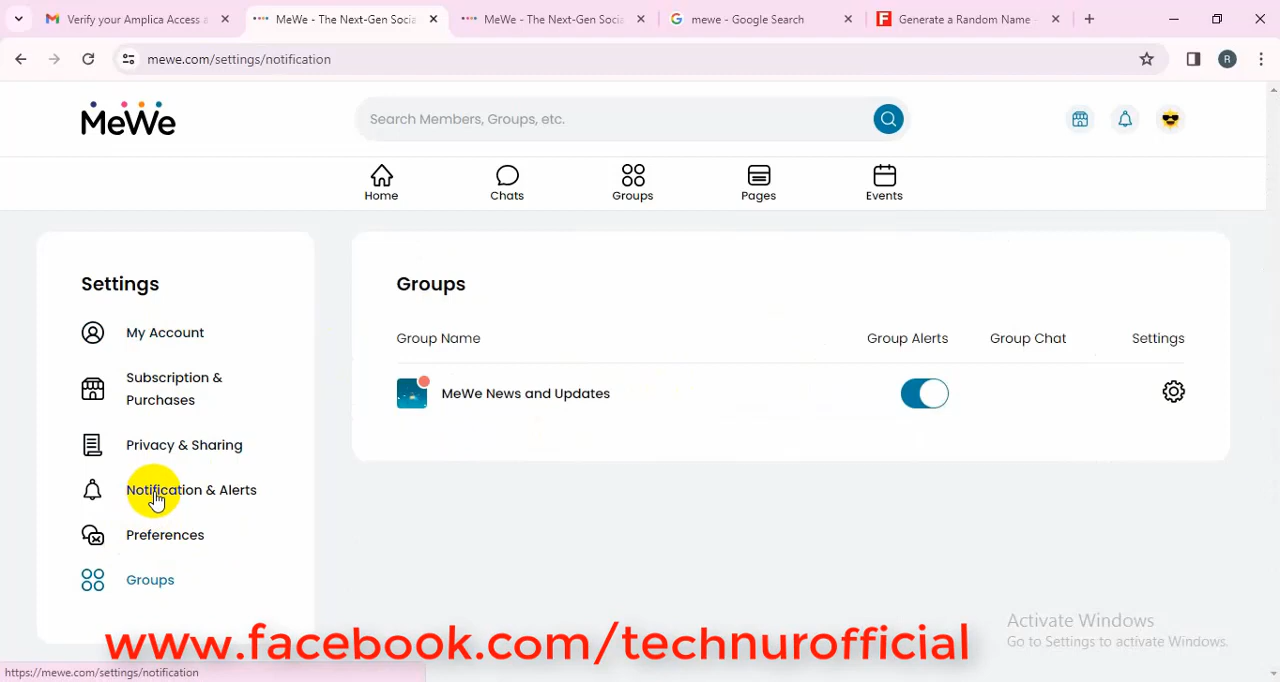 Verify your Amplica Access a
MeWe - The Next-Gen Socia
MeWe - The Next-Gen Socia
mewe - Google Search
Generate a Random Name -
mewe.com/settings/notification
R
MeWe
Search Members, Groups, etc.
Home
Chats
Groups
Pages
Events
Settings
My Account
Subscription &
Purchases
Privacy & Sharing
Notification & Alerts
Preferences
Groups
Groups
Group Name
Group Alerts
Group Chat
Settings
MeWe News and Updates
www.facebook.com/technurofficial
Activate Windows
Go to Settings to activate Windows.
https://mewe.com/settings/notification